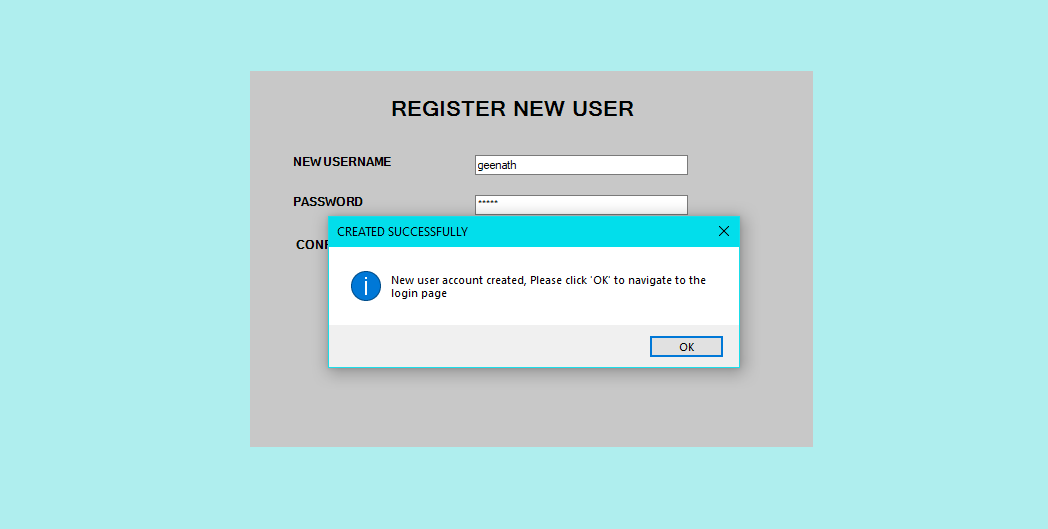 REGISTER NEW USER
NEW USERNAME
geenath
PASSWORD
*****
CREATED SUCCESSFULLY
New user account created, Please click 'OK' to navigate to the
login page
OK